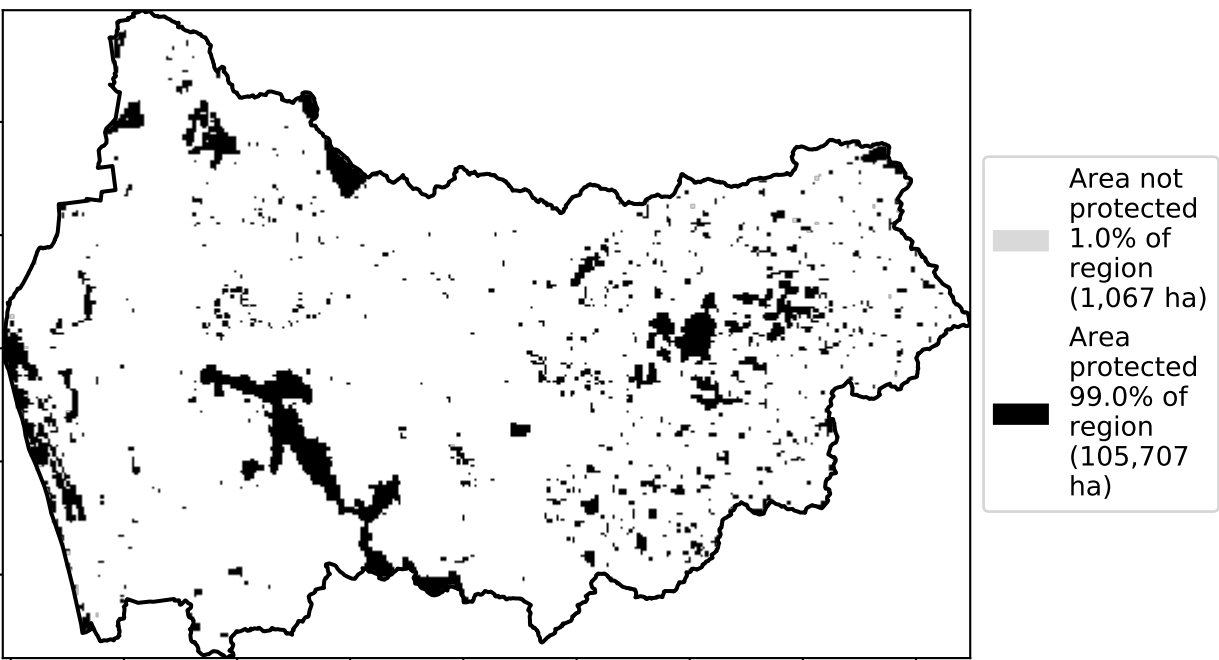 Area not
protected
1.0% of
region
(1,067 ha)
Area
protected
99.0% of
region
(105,707
ha)